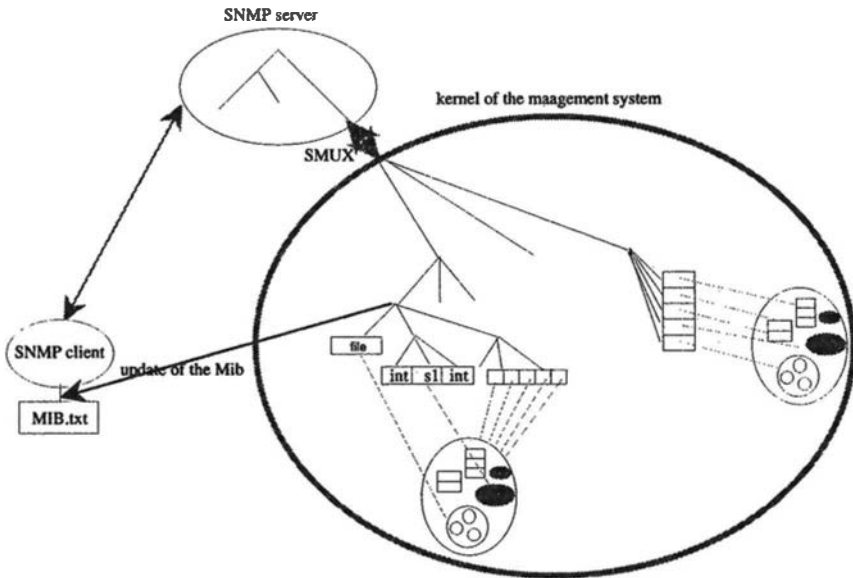 SNMP server
kernel of the maagement system
SMUX
file
SNMP client
update of the Mib
int s1 int
MIB.txt